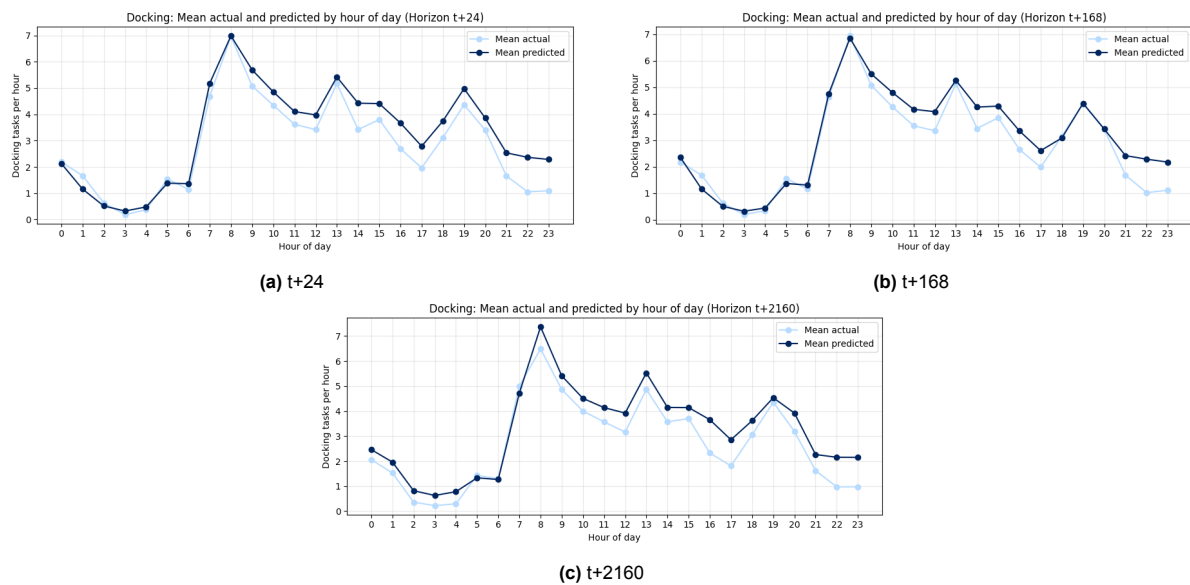 Docking: Mean actual and predicted by hour of day (Horizon t+24)
Docking tasks per hour
7
6
5
4
3
2
1
0
Mean actual
Mean predicted
0 1 2 3 4 5 6 7 8 9 10 11 12 13 14 15 16 17 18 19 20 21 22 23
Hour of day
(a) t+24
Docking: Mean actual and predicted by hour of day (Horizon t+168)
Docking tasks per hour
7
6
5
4
3
2
1
0
Mean actual
Mean predicted
0 1 2 3 4 5 6 7 8 9 10 11 12 13 14 15 16 17 18 19 20 21 22 23
Hour of day
(b) t+168
Docking: Mean actual and predicted by hour of day (Horizon t+2160)
Docking tasks per hour
7
6
5
4
3
2
1
0
Mean actual
Mean predicted
0 1 2 3 4 5 6 7 8 9 10 11 12 13 14 15 16 17 18 19 20 21 22 23
Hour of day
(c) t+2160